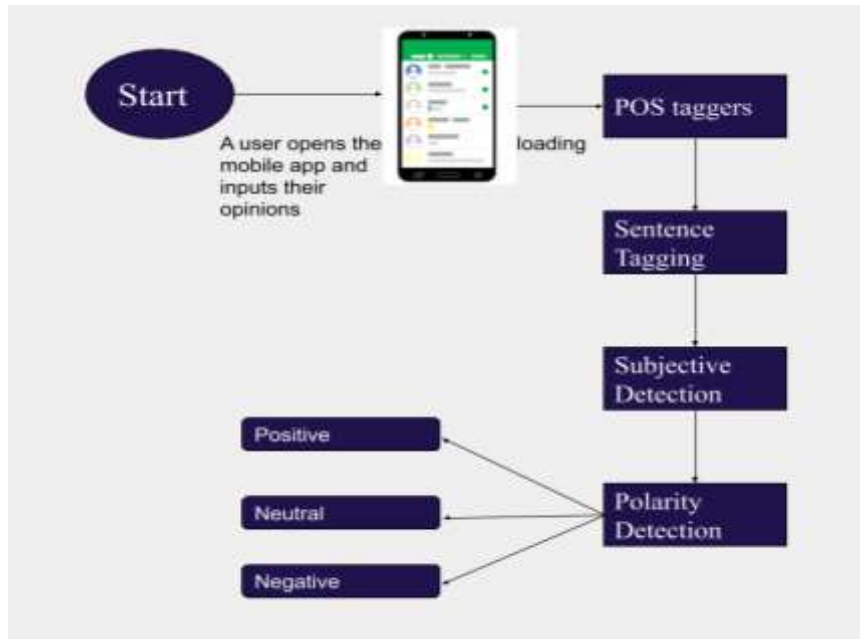 Start
A user opens the
mobile app and
inputs their
opinions
loading
POS taggers
Sentence
Tagging
Subjective
Detection
Polarity
Detection
Positive
Neutral
Negative